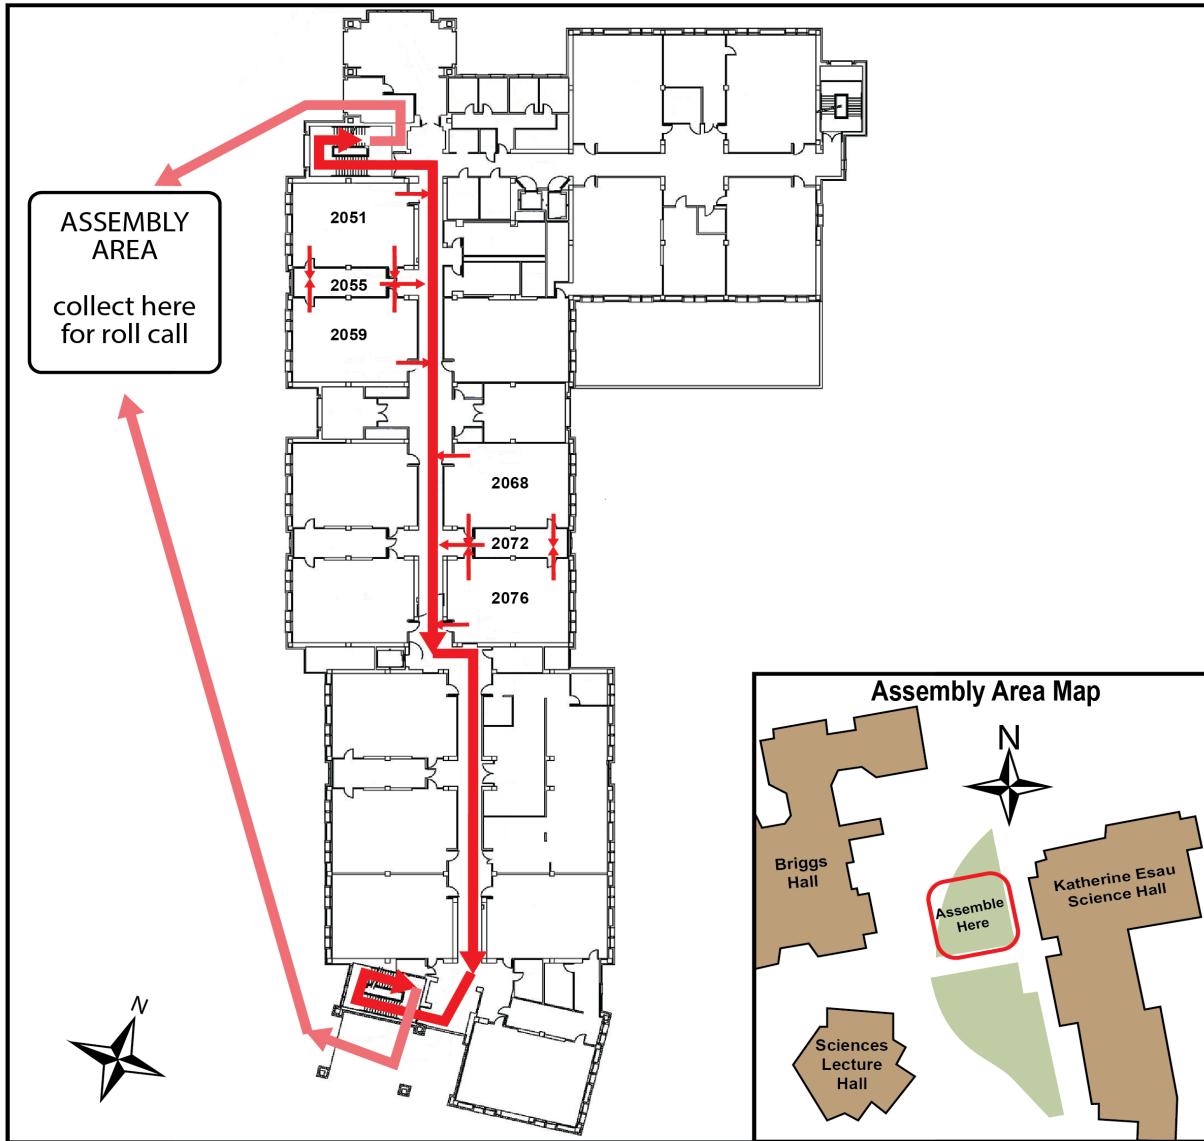 ASSEMBLY
AREA
collect here
for roll call
2051
2055
2059
2068
2072
2076
N
Assembly Area Map
N
Briggs
Hall
Katherine Esau
Science Hall
Assemble
Here
Sciences
Lecture
Hall